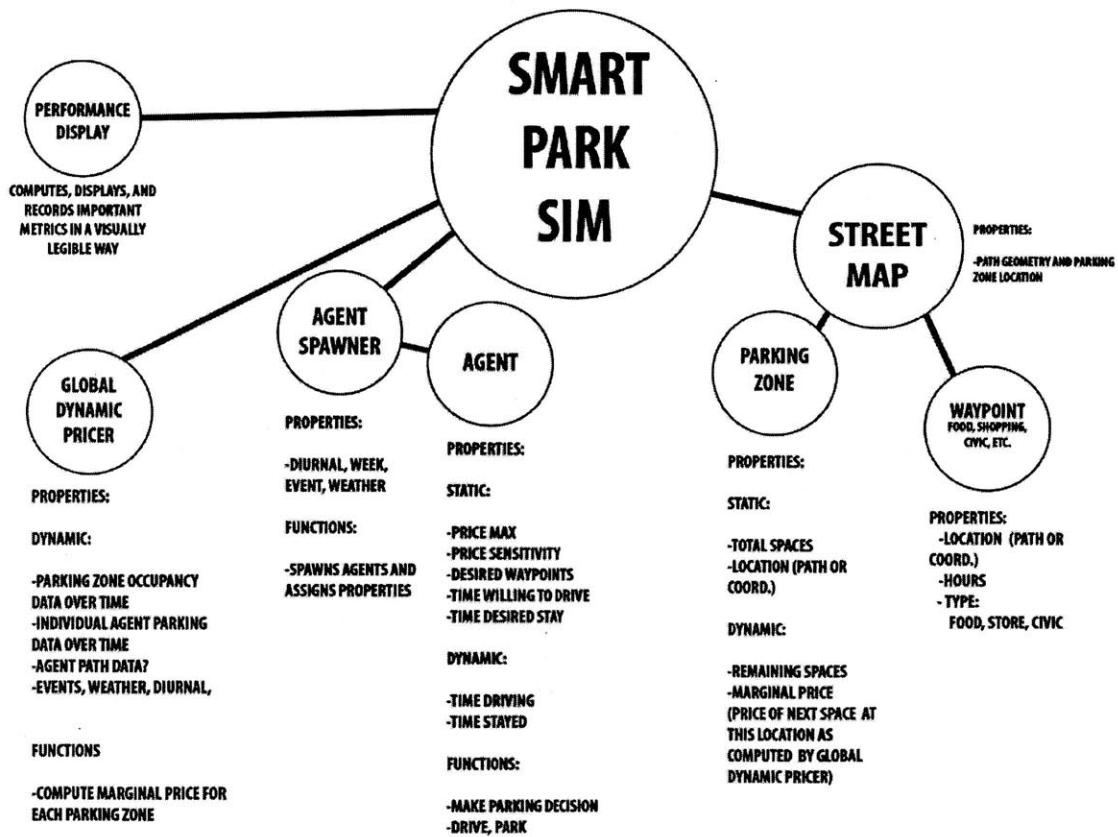 SMART
PARK
SIM
PERFORMANCE
DISPLAY
COMPUTES, DISPLAYS, AND
RECORDS IMPORTANT
METRICS IN A VISUALLY
LEGIBLE WAY
STREET
MAP
PROPERTIES:
-PATH GEOMETRY AND PARKING
ZONE LOCATION
GLOBAL
DYNAMIC
PRICER
PROPERTIES:
DYNAMIC:
-PARKING ZONE OCCUPANCY
DATA OVER TIME
-INDIVIDUAL AGENT PARKING
DATA OVER TIME
-AGENT PATH DATA?
-EVENTS, WEATHER, DIURNAL,
FUNCTIONS
-COMPUTE MARGINAL PRICE FOR
EACH PARKING ZONE
AGENT
SPAWNER
PROPERTIES:
-DIURNAL, WEEK,
EVENT, WEATHER
FUNCTIONS:
-SPAWNS AGENTS AND
ASSIGNS PROPERTIES
AGENT
PROPERTIES:
STATIC:
-PRICE MAX
-PRICE SENSITIVITY
-DESIRED WAYPOINTS
-TIME WILLING TO DRIVE
-TIME DESIRED STAY
DYNAMIC:
-TIME DRIVING
-TIME STAYED
FUNCTIONS:
-MAKE PARKING DECISION
-DRIVE, PARK
PARKING
ZONE
PROPERTIES:
STATIC:
-TOTAL SPACES
-LOCATION (PATH OR
COORD.)
DYNAMIC:
-REMAINING SPACES
-MARGINAL PRICE
(PRICE OF NEXT SPACE AT
THIS LOCATION AS
COMPUTED BY GLOBAL
DYNAMIC PRICER)
WAYPOINT
FOOD, SHOPPING,
CIVIC, ETC.
PROPERTIES:
-LOCATION (PATH OR
COORD.)
-HOURS
- TYPE:
FOOD, STORE, CIVIC